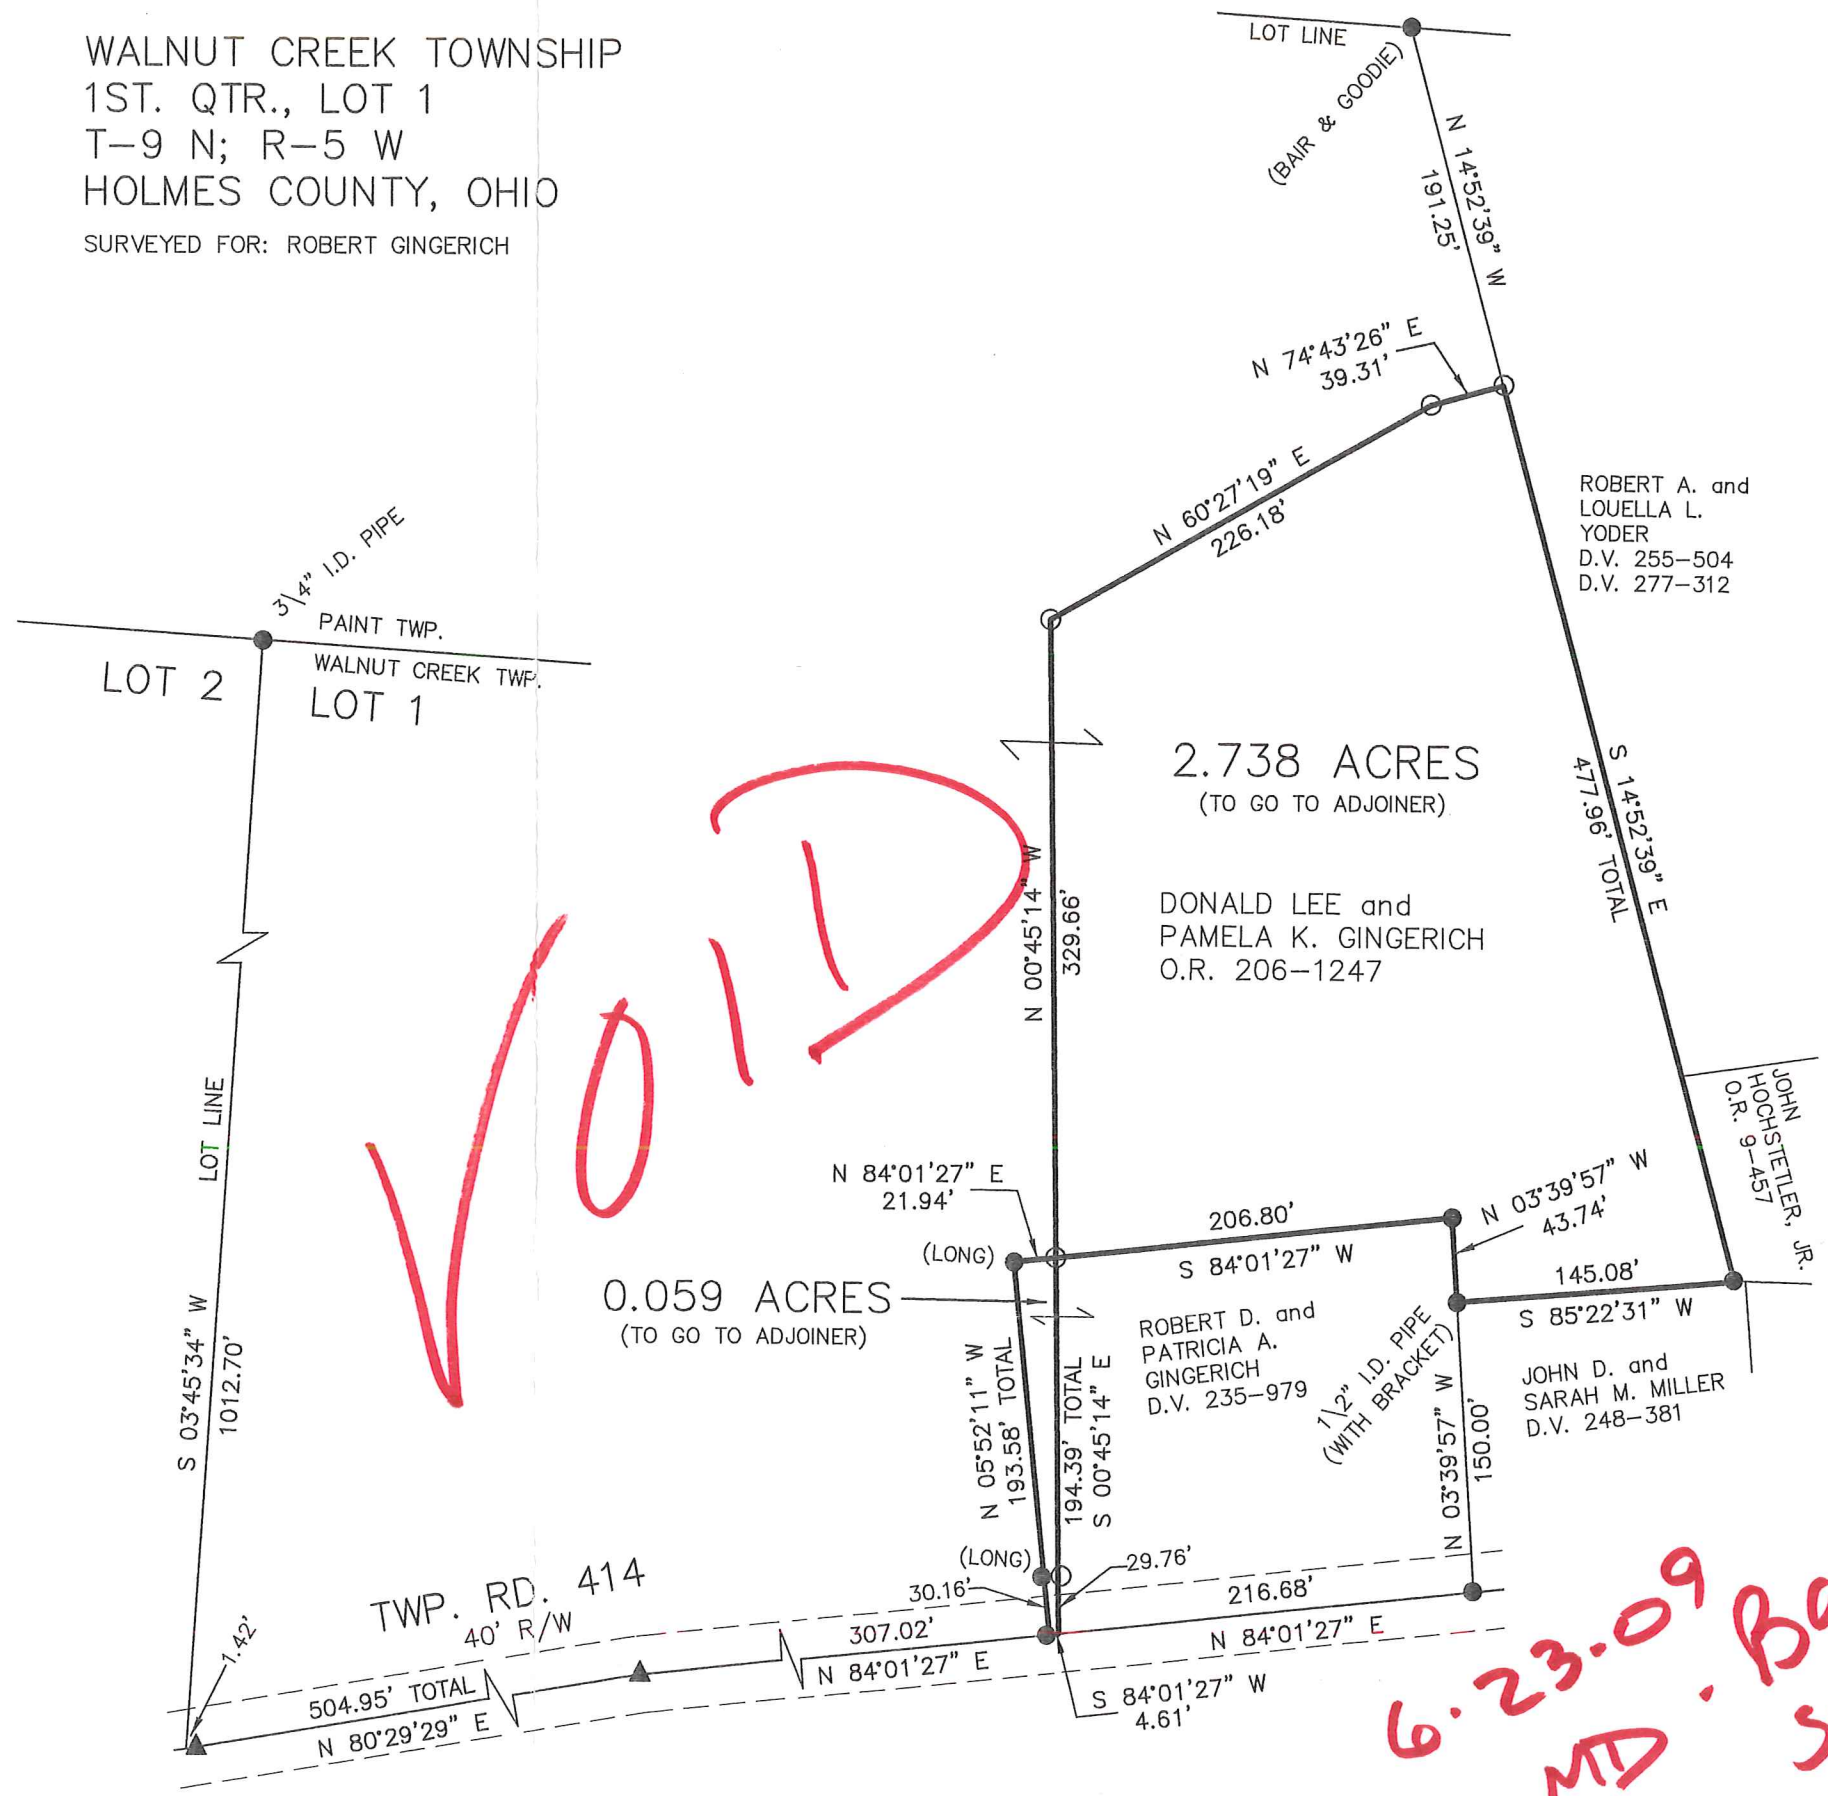 WALNUT CREEK TOWNSHIP
1ST. QTR., LOT 1
T-9 N; R-5 W
HOLMES COUNTY, OHIO
SURVEYED FOR: ROBERT GINGERICH
LOT LINE
(BAIR & GOODIE)
N 14°52'39" W
191.25'
N 74°43'26" E
39.31'
N 60°27'19" E
226.18'
ROBERT A. and
LOUELLA L.
YODER
D.V. 255-504
D.V. 277-312
3\4" I.D. PIPE
PAINT TWP.
WALNUT CREEK TWP.
LOT 2
LOT 1
2.738 ACRES
(TO GO TO ADJOINER)
S 14°52'39" E
477.96' TOTAL
N 00°45'14" W
329.66'
DONALD LEE and
PAMELA K. GINGERICH
O.R. 206-1247
VOID
LOT LINE
S 03°45'34" W
1012.70'
JOHN
HOCHSTETLER, JR.
O.R. 9-457
N 84°01'27" E
21.94'
(LONG)
206.80'
S 84°01'27" W
N 03°39'57" W
43.74'
145.08'
S 85°22'31" W
0.059 ACRES
(TO GO TO ADJOINER)
ROBERT D. and
PATRICIA A.
GINGERICH
D.V. 235-979
1\2" I.D. PIPE
(WITH BRACKET)
JOHN D. and
SARAH M. MILLER
D.V. 248-381
N 05°52'11" W
193.58' TOTAL
194.39' TOTAL
S 00°45'14" E
N 03°39'57" W
150.00'
(LONG)
30.16'
29.76'
216.68'
N 84°01'27" E
TWP. RD. 414
40' R/W
1.42'
307.02'
N 84°01'27" E
504.95' TOTAL
N 80°29'29" E
S 84°01'27" W
4.61'
6.23.09
MD